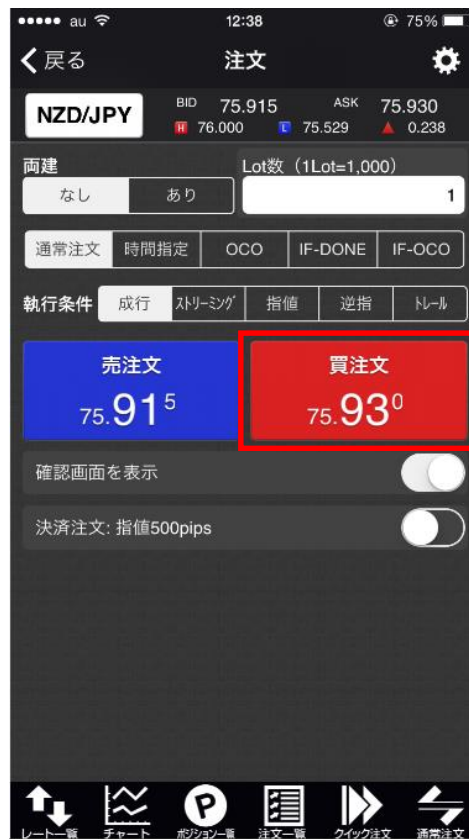 au 12:38 75%
戻る 注文
NZD/JPY BID 75.915 ASK 75.930
H 76.000 L 75.529 ▲ 0.238
両建 Lot数（1Lot=1,000）
なし あり 1
通常注文 時間指定 OCO IF-DONE IF-OCO
執行条件 成行 ｽﾄﾘｰﾐﾝｸﾞ 指値 逆指 ﾄﾚｰﾙ
売注文 買注文
75.915 75.930
確認画面を表示
決済注文: 指値500pips
P
レート一覧 チャート ポジション一覧 注文一覧 クイック注文 通常注文